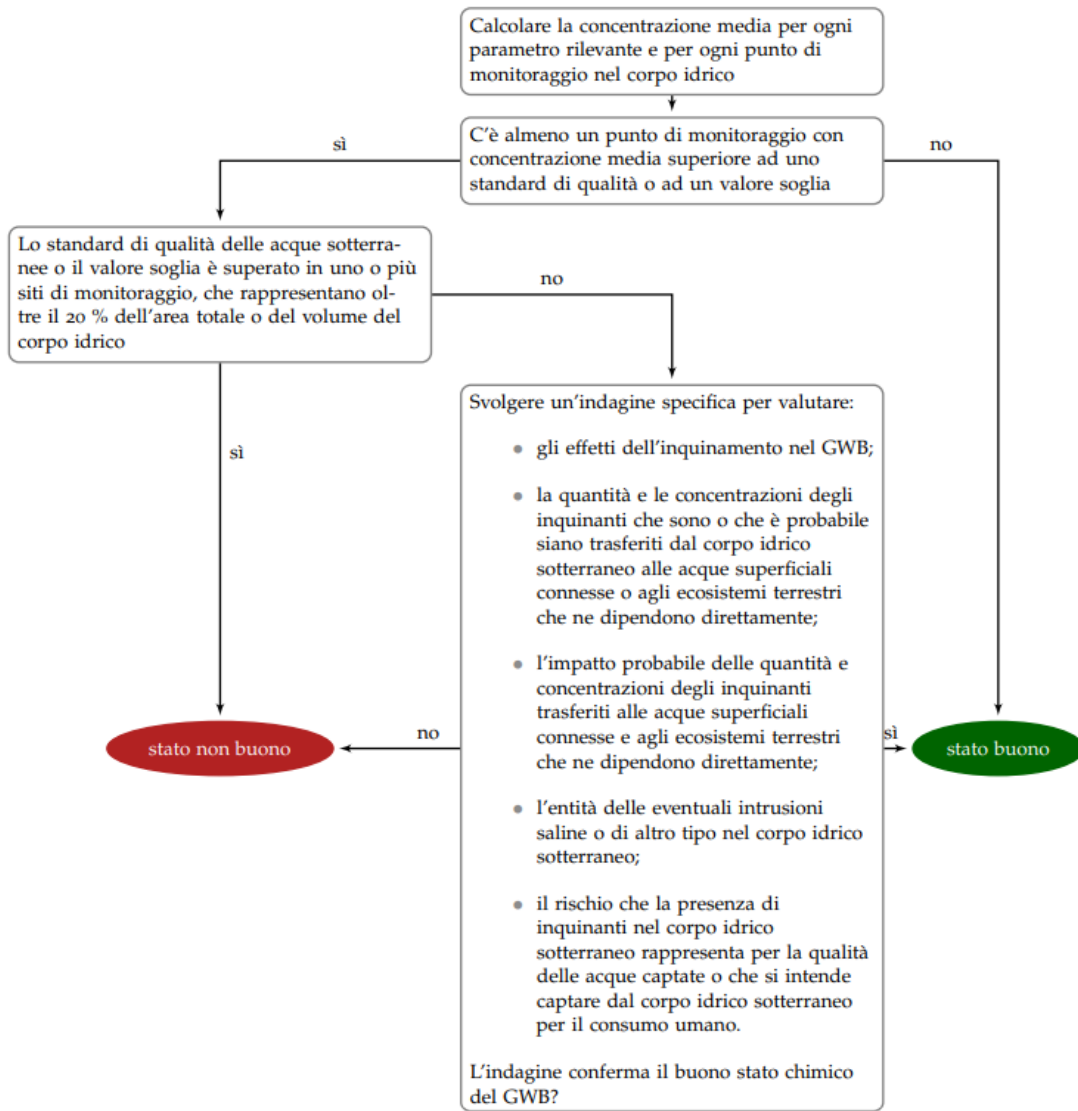 Calcolare la concentrazione media per ogni
parametro rilevante e per ogni punto di
monitoraggio nel corpo idrico
C'è almeno un punto di monitoraggio con
concentrazione media superiore ad uno
standard di qualità o ad un valore soglia
sì
no
Lo standard di qualità delle acque sotterra-
nee o il valore soglia è superato in uno o più
siti di monitoraggio, che rappresentano ol-
tre il 20 % dell'area totale o del volume del
corpo idrico
no
sì
Svolgere un'indagine specifica per valutare:
• gli effetti dell'inquinamento nel GWB;
• la quantità e le concentrazioni degli
inquinanti che sono o che è probabile
siano trasferiti dal corpo idrico
sotterraneo alle acque superficiali
connesse o agli ecosistemi terrestri
che ne dipendono direttamente;
• l'impatto probabile delle quantità e
concentrazioni degli inquinanti
trasferiti alle acque superficiali
connesse e agli ecosistemi terrestri
che ne dipendono direttamente;
• l'entità delle eventuali intrusioni
saline o di altro tipo nel corpo idrico
sotterraneo;
• il rischio che la presenza di
inquinanti nel corpo idrico
sotterraneo rappresenta per la qualità
delle acque captate o che si intende
captare dal corpo idrico sotterraneo
per il consumo umano.
L'indagine conferma il buono stato chimico
del GWB?
no
sì
stato non buono
stato buono